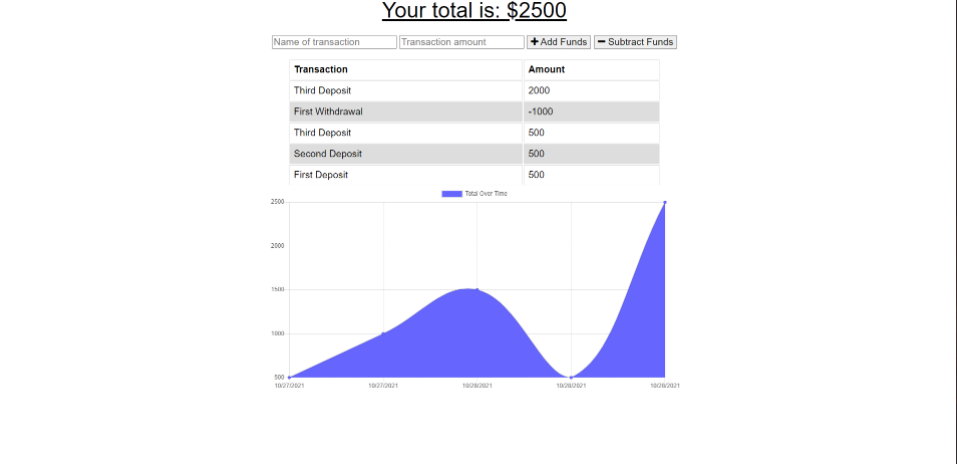 Your total is: $2500
Name of transaction Transaction amount + Add Funds − Subtract Funds
Transaction Amount
Third Deposit 2000
First Withdrawal -1000
Third Deposit 500
Second Deposit 500
First Deposit 500
Total Over Time
2500
2000
1500
1000
500
10/27/2021 10/27/2021 10/28/2021 10/28/2021 10/28/2021